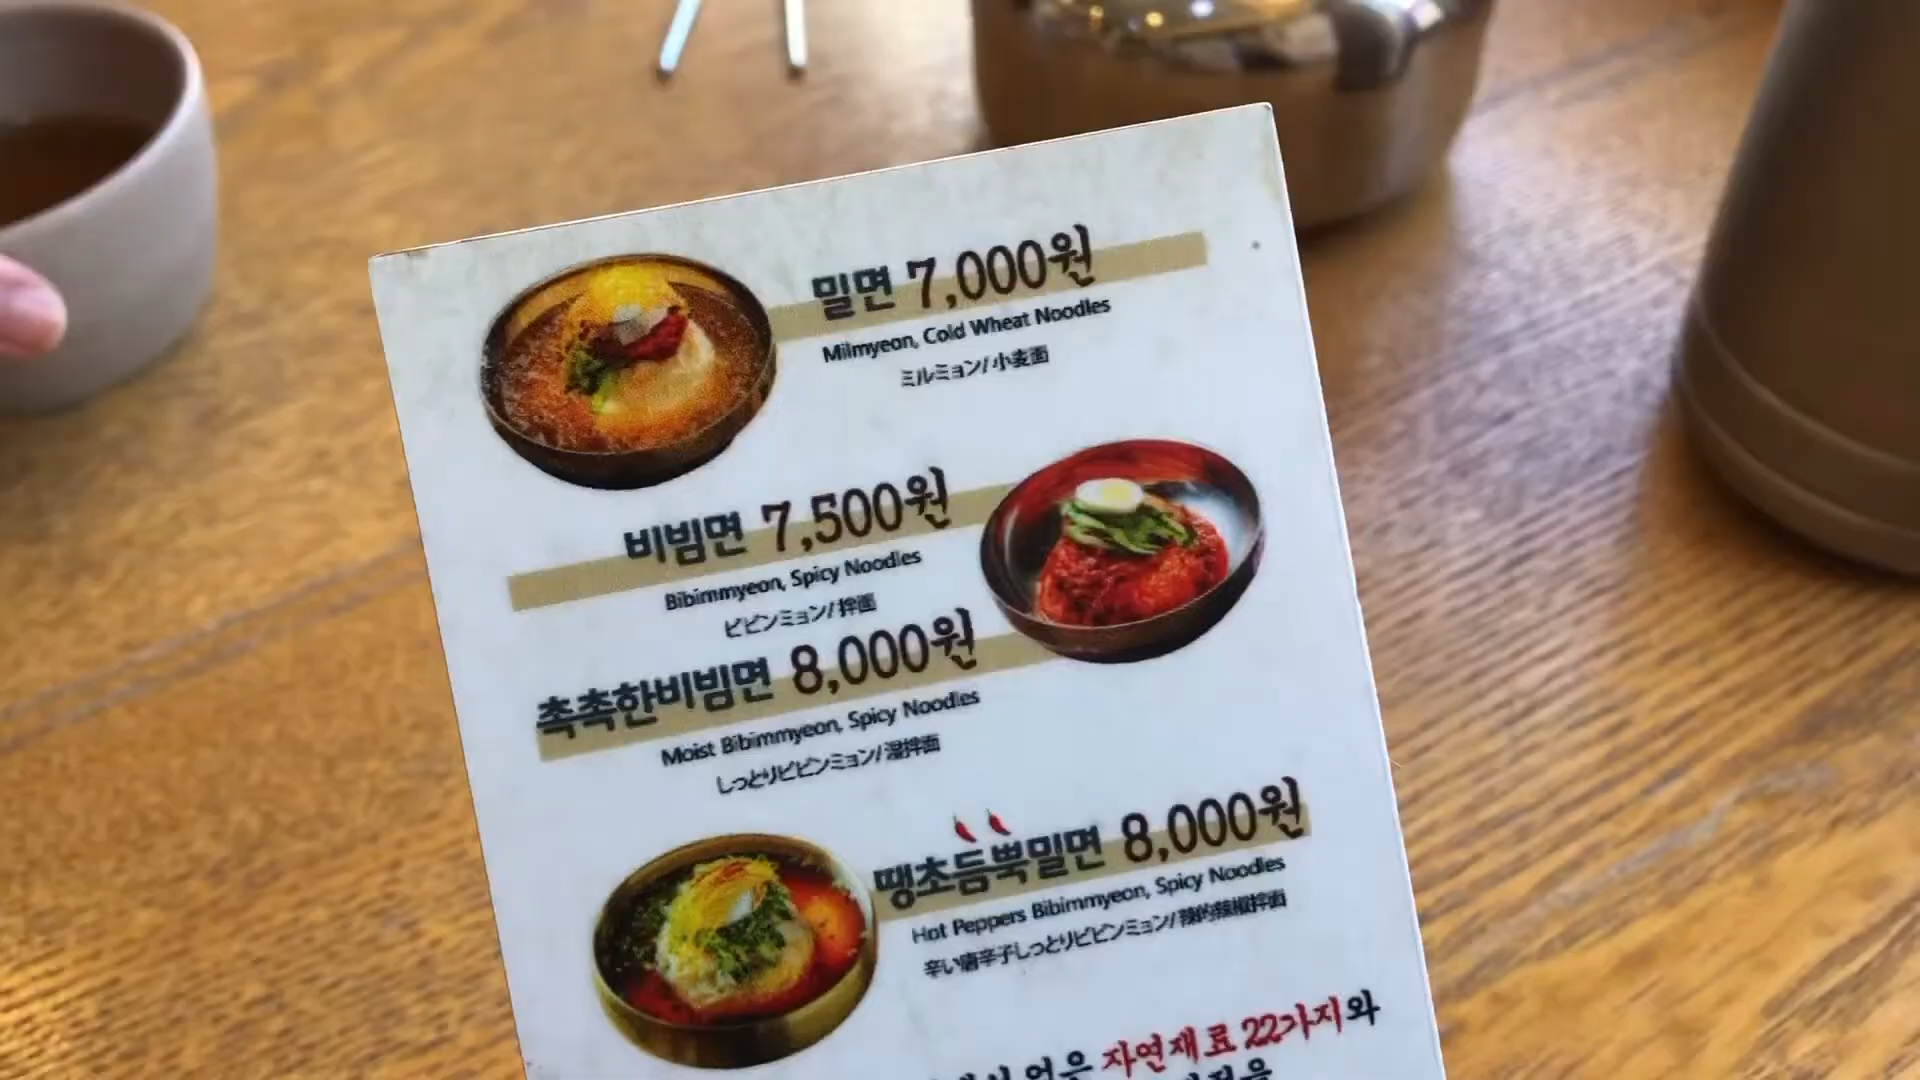 밀면 7,000원
Milmyeon, Cold Wheat Noodles
ミルミョン/小麦面
비빔면 7,500원
Bibimmyeon, Spicy Noodles
ビビンミョン/拌面
촉촉한비빔면 8,000원
Moist Bibimmyeon, Spicy Noodles
しっとりビビンミョン/湿拌面
땡초듬뿍밀면 8,000원
Hot Peppers Bibimmyeon, Spicy Noodles
辛い唐辛子しっとりビビンミョン/辣的辣椒拌面
자연재료 22가지와